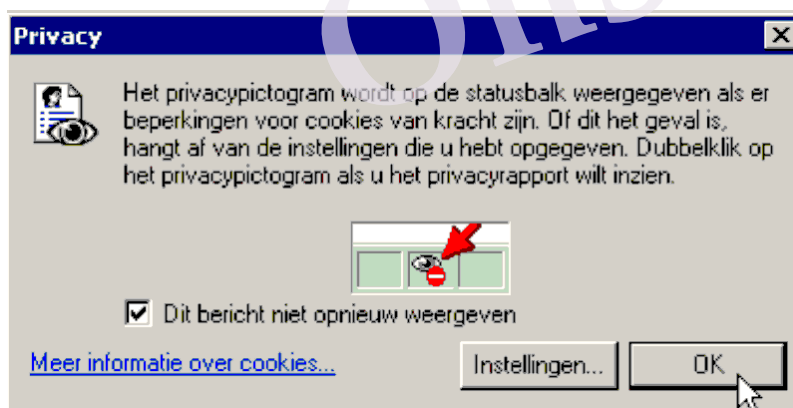 Privacy
Het privacypictogram wordt op de statusbalk weergegeven als er
beperkingen voor cookies van kracht zijn. Of dit het geval is,
hangt af van de instellingen die u hebt opgegeven. Dubbelklik op
het privacypictogram als u het privacyrapport wilt inzien.
Dit bericht niet opnieuw weergeven
Meer informatie over cookies...
Instellingen...
OK